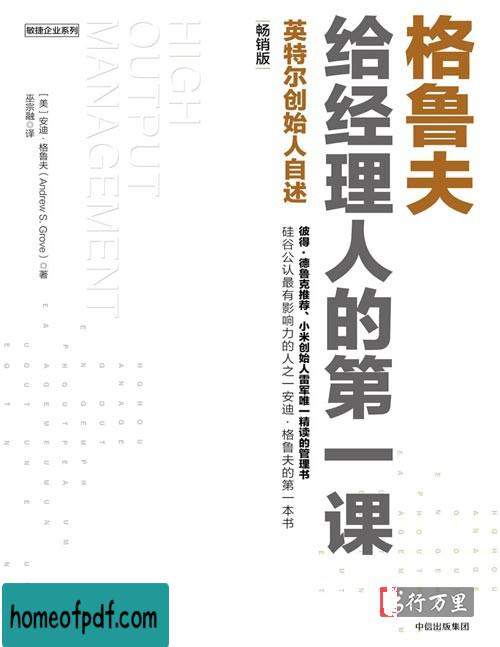 敏捷企业系列
格鲁夫
给经理人的第一课
英特尔创始人自述
畅销版
彼得·德鲁克推荐、小米创始人雷军唯一精读的管理书
硅谷公认最有影响力的人之一安迪·格鲁夫的第一本书
HIGH
OUTPUT
MANAGEMENT
[美]安迪·格鲁夫(Andrew S. Grove)著
巫宗融 译
行万里
中信出版集团
homeofpdf.com